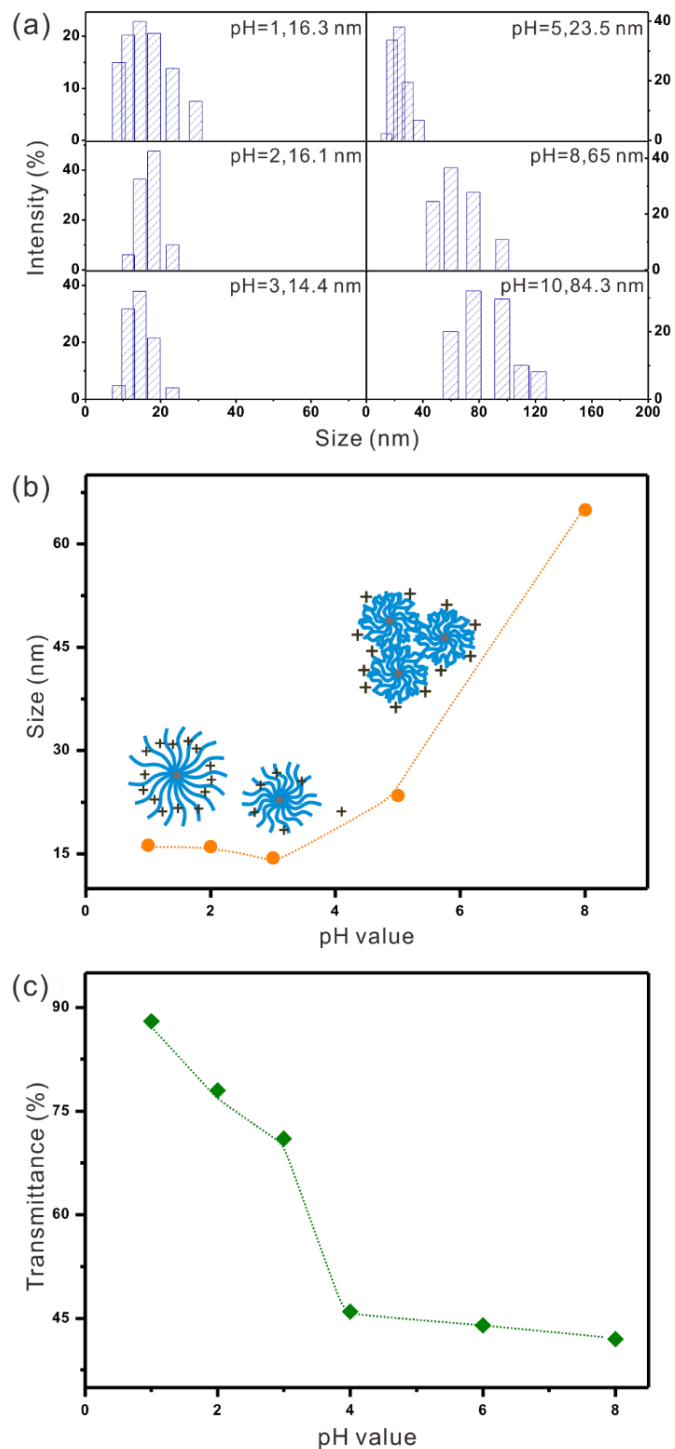 (a)
pH=1,16.3 nm
pH=5,23.5 nm
pH=2,16.1 nm
pH=8,65 nm
pH=3,14.4 nm
pH=10,84.3 nm
Intensity (%)
20
10
0
40
20
0
40
20
0
40
20
0
40
20
0
20
0
0 20 40 60
0 40 80 120 160 200
Size (nm)
(b)
Size (nm)
60
45
30
15
+ + + + + + + + + + + + + + + +
+ + + + + + +
+ + + + + + + + + + + + +
0 2 4 6 8
pH value
(c)
Transmittance (%)
90
75
60
45
0 2 4 6 8
pH value